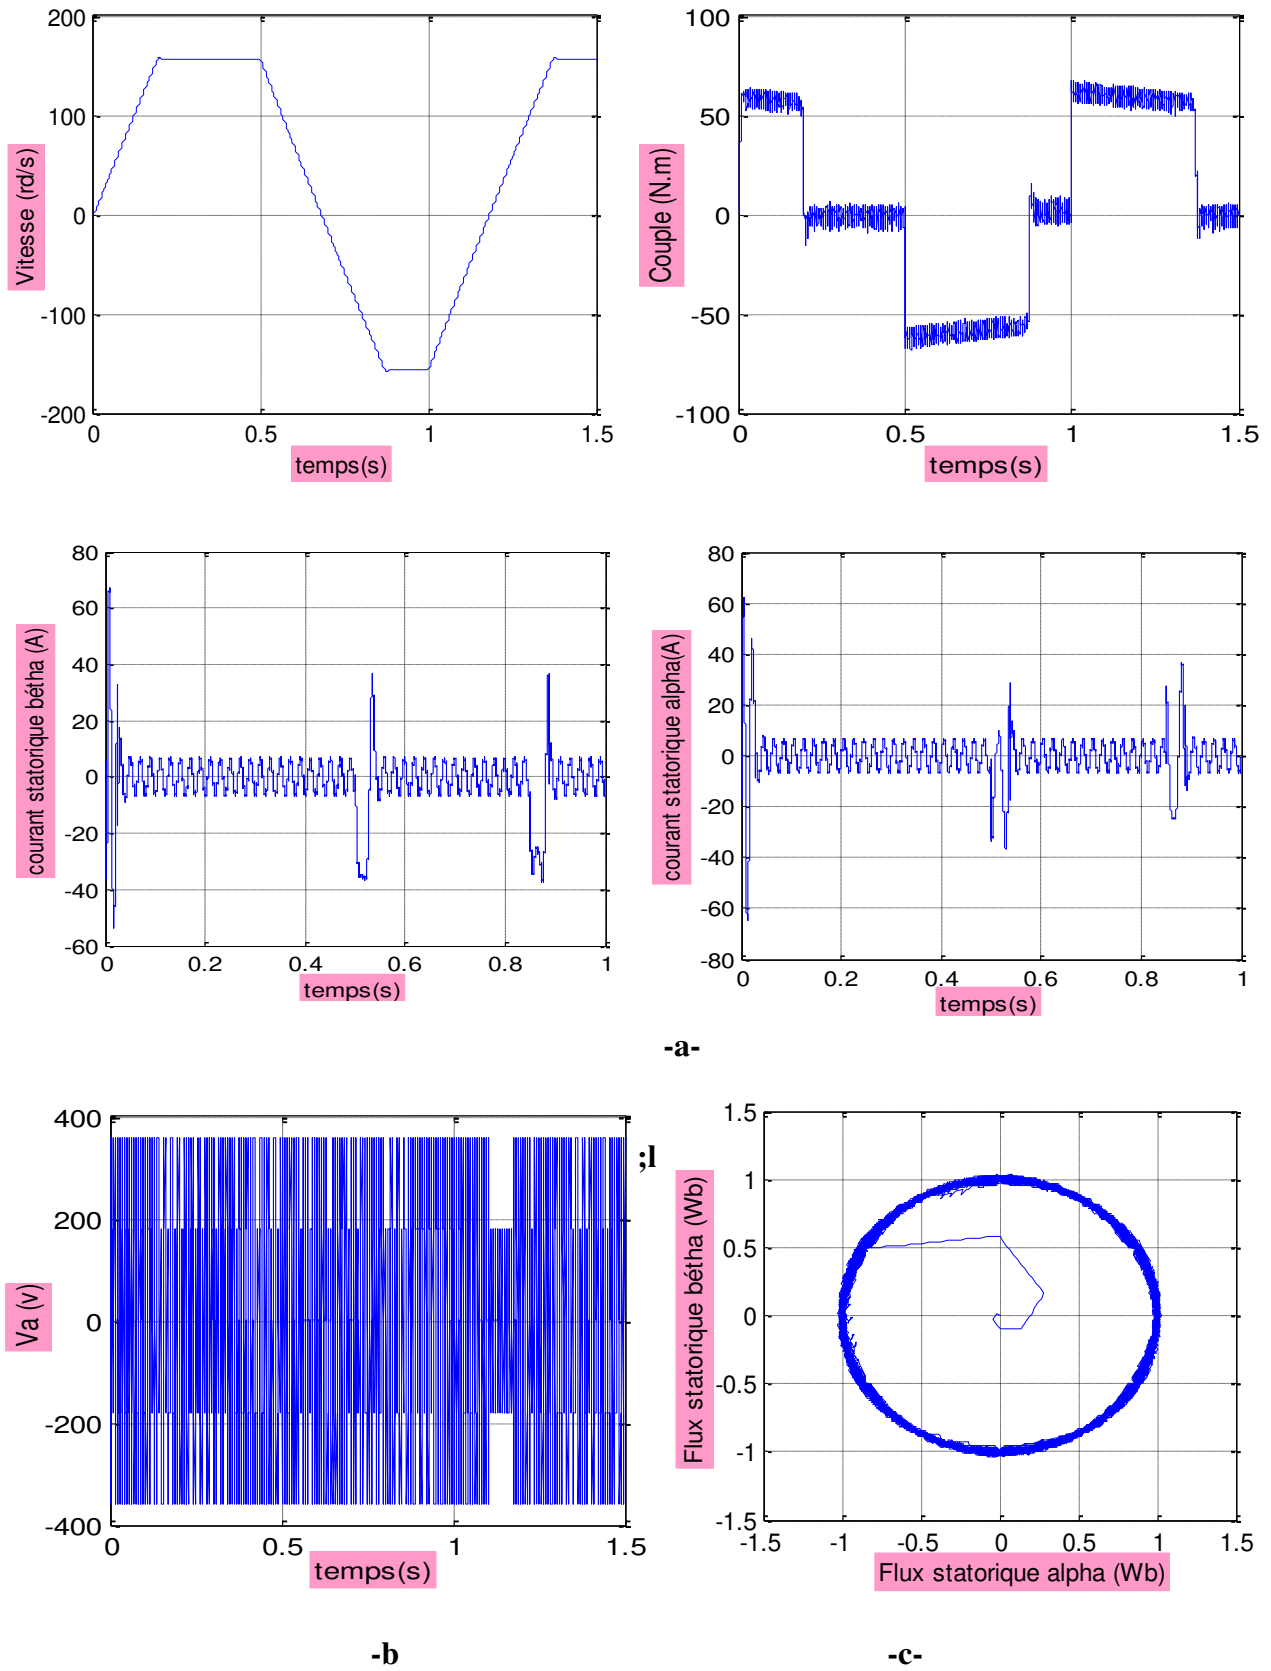 200
100
0
-100
-200
0 0.5 1 1.5
Vitesse (rd/s)
temps(s)
100
50
0
-50
-100
0 0.5 1 1.5
Couple (N.m)
temps(s)
80
60
40
20
0
-20
-40
-60
0 0.2 0.4 0.6 0.8 1
courant statorique bétha (A)
temps(s)
80
60
40
20
0
-20
-40
-60
-80
0 0.2 0.4 0.6 0.8 1
courant statorique alpha(A)
temps(s)
-a-
400
200
0
-200
-400
0 0.5 1 1.5
Va (v)
temps(s)
;l
1.5
1
0.5
0
-0.5
-1
-1.5
-1.5 -1 -0.5 0 0.5 1 1.5
Flux statorique bétha (Wb)
Flux statorique alpha (Wb)
-b
-c-